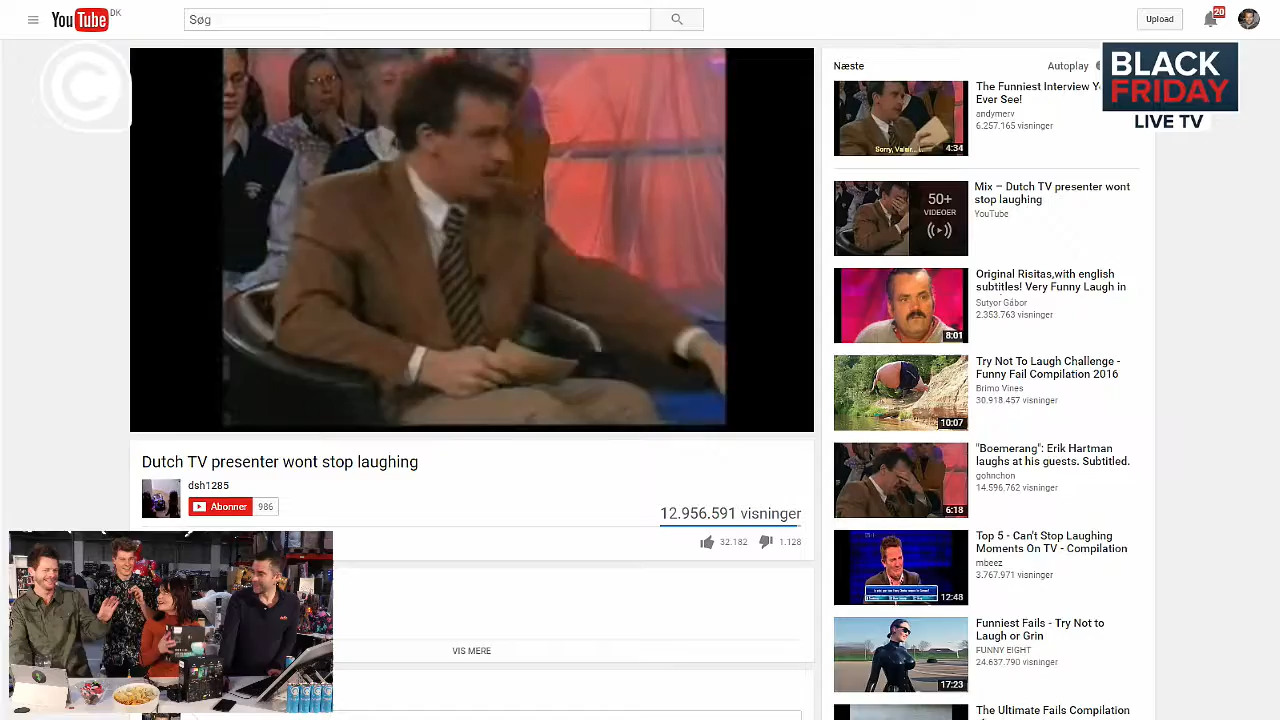 YouTube DK
Søg
Upload
20
C
BLACK
FRIDAY
LIVE TV
Næste
Autoplay
The Funniest Interview Y
Ever See!
andymerv
6.257.165 visninger
4:34
Mix – Dutch TV presenter wont
stop laughing
YouTube
50+
VIDEOER
Original Risitas,with english
subtitles! Very Funny Laugh in
Sutyor Gábor
2.353.763 visninger
8:01
Try Not To Laugh Challenge -
Funny Fail Compilation 2016
Brimo Vines
30.918.457 visninger
10:07
"Boemerang": Erik Hartman
laughs at his guests. Subtitled.
gohnchon
14.596.762 visninger
6:18
Top 5 - Can't Stop Laughing
Moments On TV - Compilation
mbeez
3.767.971 visninger
12:48
Funniest Fails - Try Not to
Laugh or Grin
FUNNY EIGHT
24.637.790 visninger
17:23
The Ultimate Fails Compilation
Dutch TV presenter wont stop laughing
dsh1285
Abonner 986
12.956.591 visninger
32.182 1.128
VIS MERE